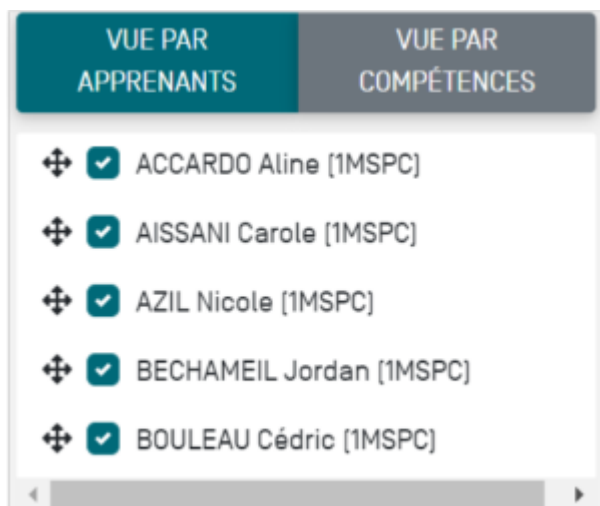 VUE PAR
APPRENANTS
VUE PAR
COMPÉTENCES
ACCARDO Aline [1MSPC]
AISSANI Carole [1MSPC]
AZIL Nicole [1MSPC]
BECHAMEIL Jordan [1MSPC]
BOULEAU Cédric [1MSPC]